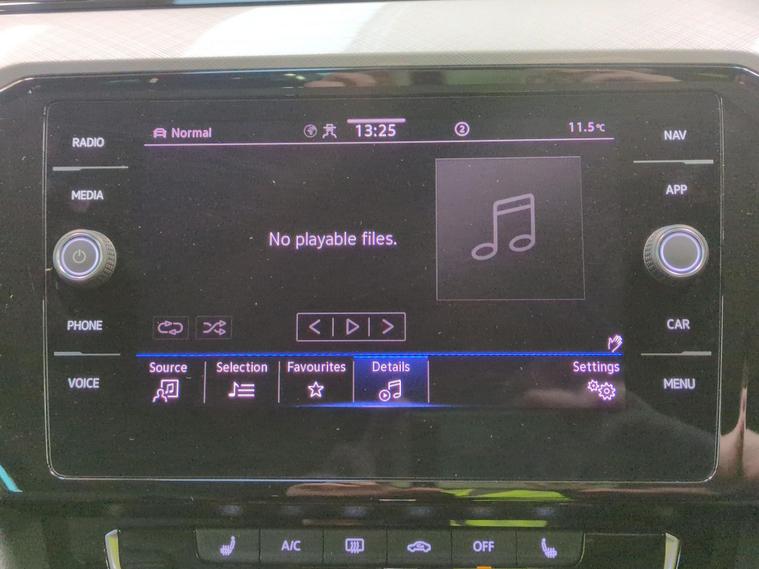 RADIO
MEDIA
PHONE
VOICE
Normal
13:25
2
11.5°C
No playable files.
Source
Selection
Favourites
Details
Settings
NAV
APP
CAR
MENU
A/C
OFF